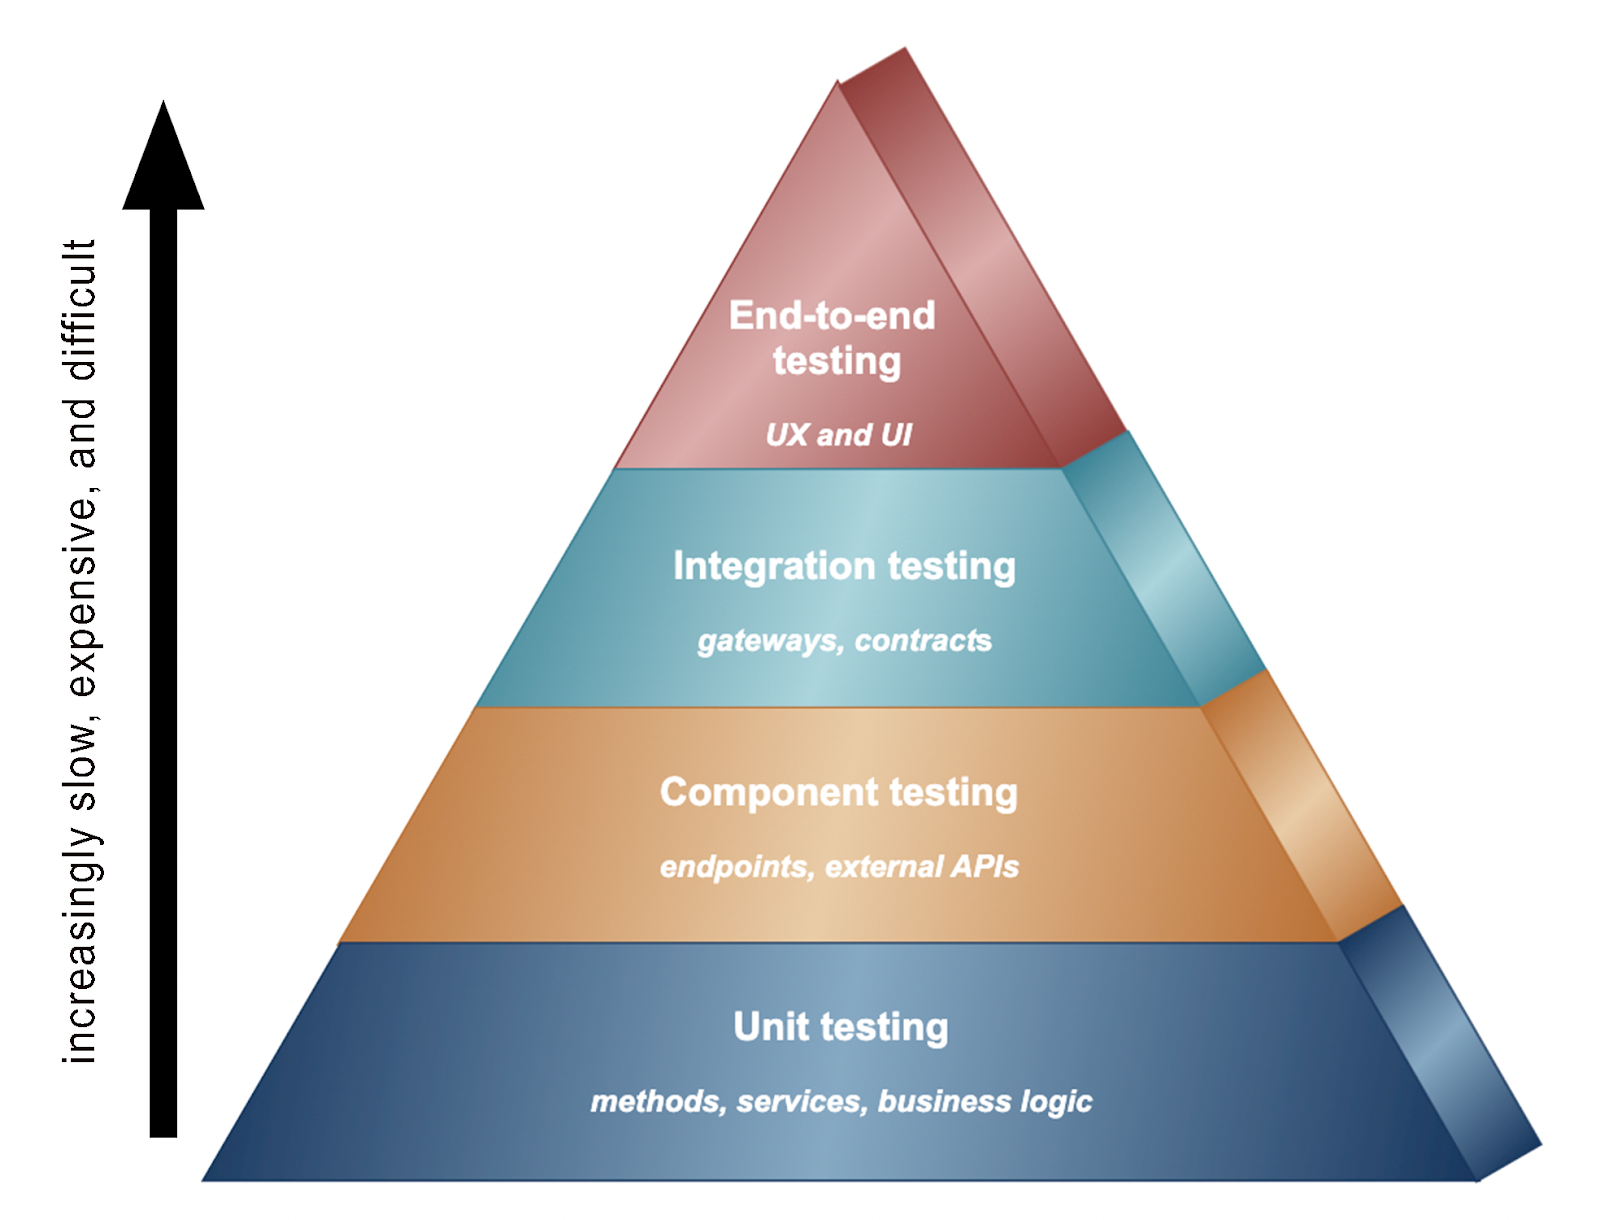 increasingly slow, expensive, and difficult
End-to-end
testing
UX and UI
Integration testing
gateways, contracts
Component testing
endpoints, external APIs
Unit testing
methods, services, business logic